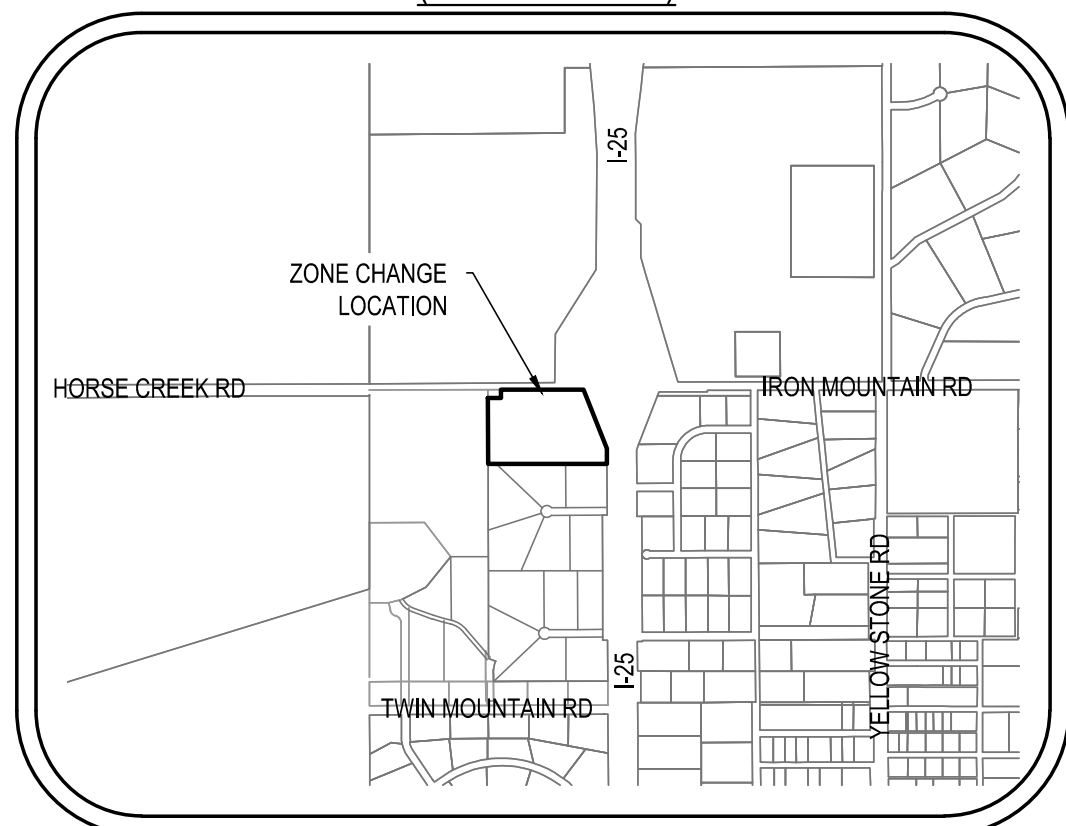 I-25
ZONE CHANGE
LOCATION
HORSE CREEK RD
IRON MOUNTAIN RD
YELLOW STONE RD
I-25
TWIN MOUNTAIN RD